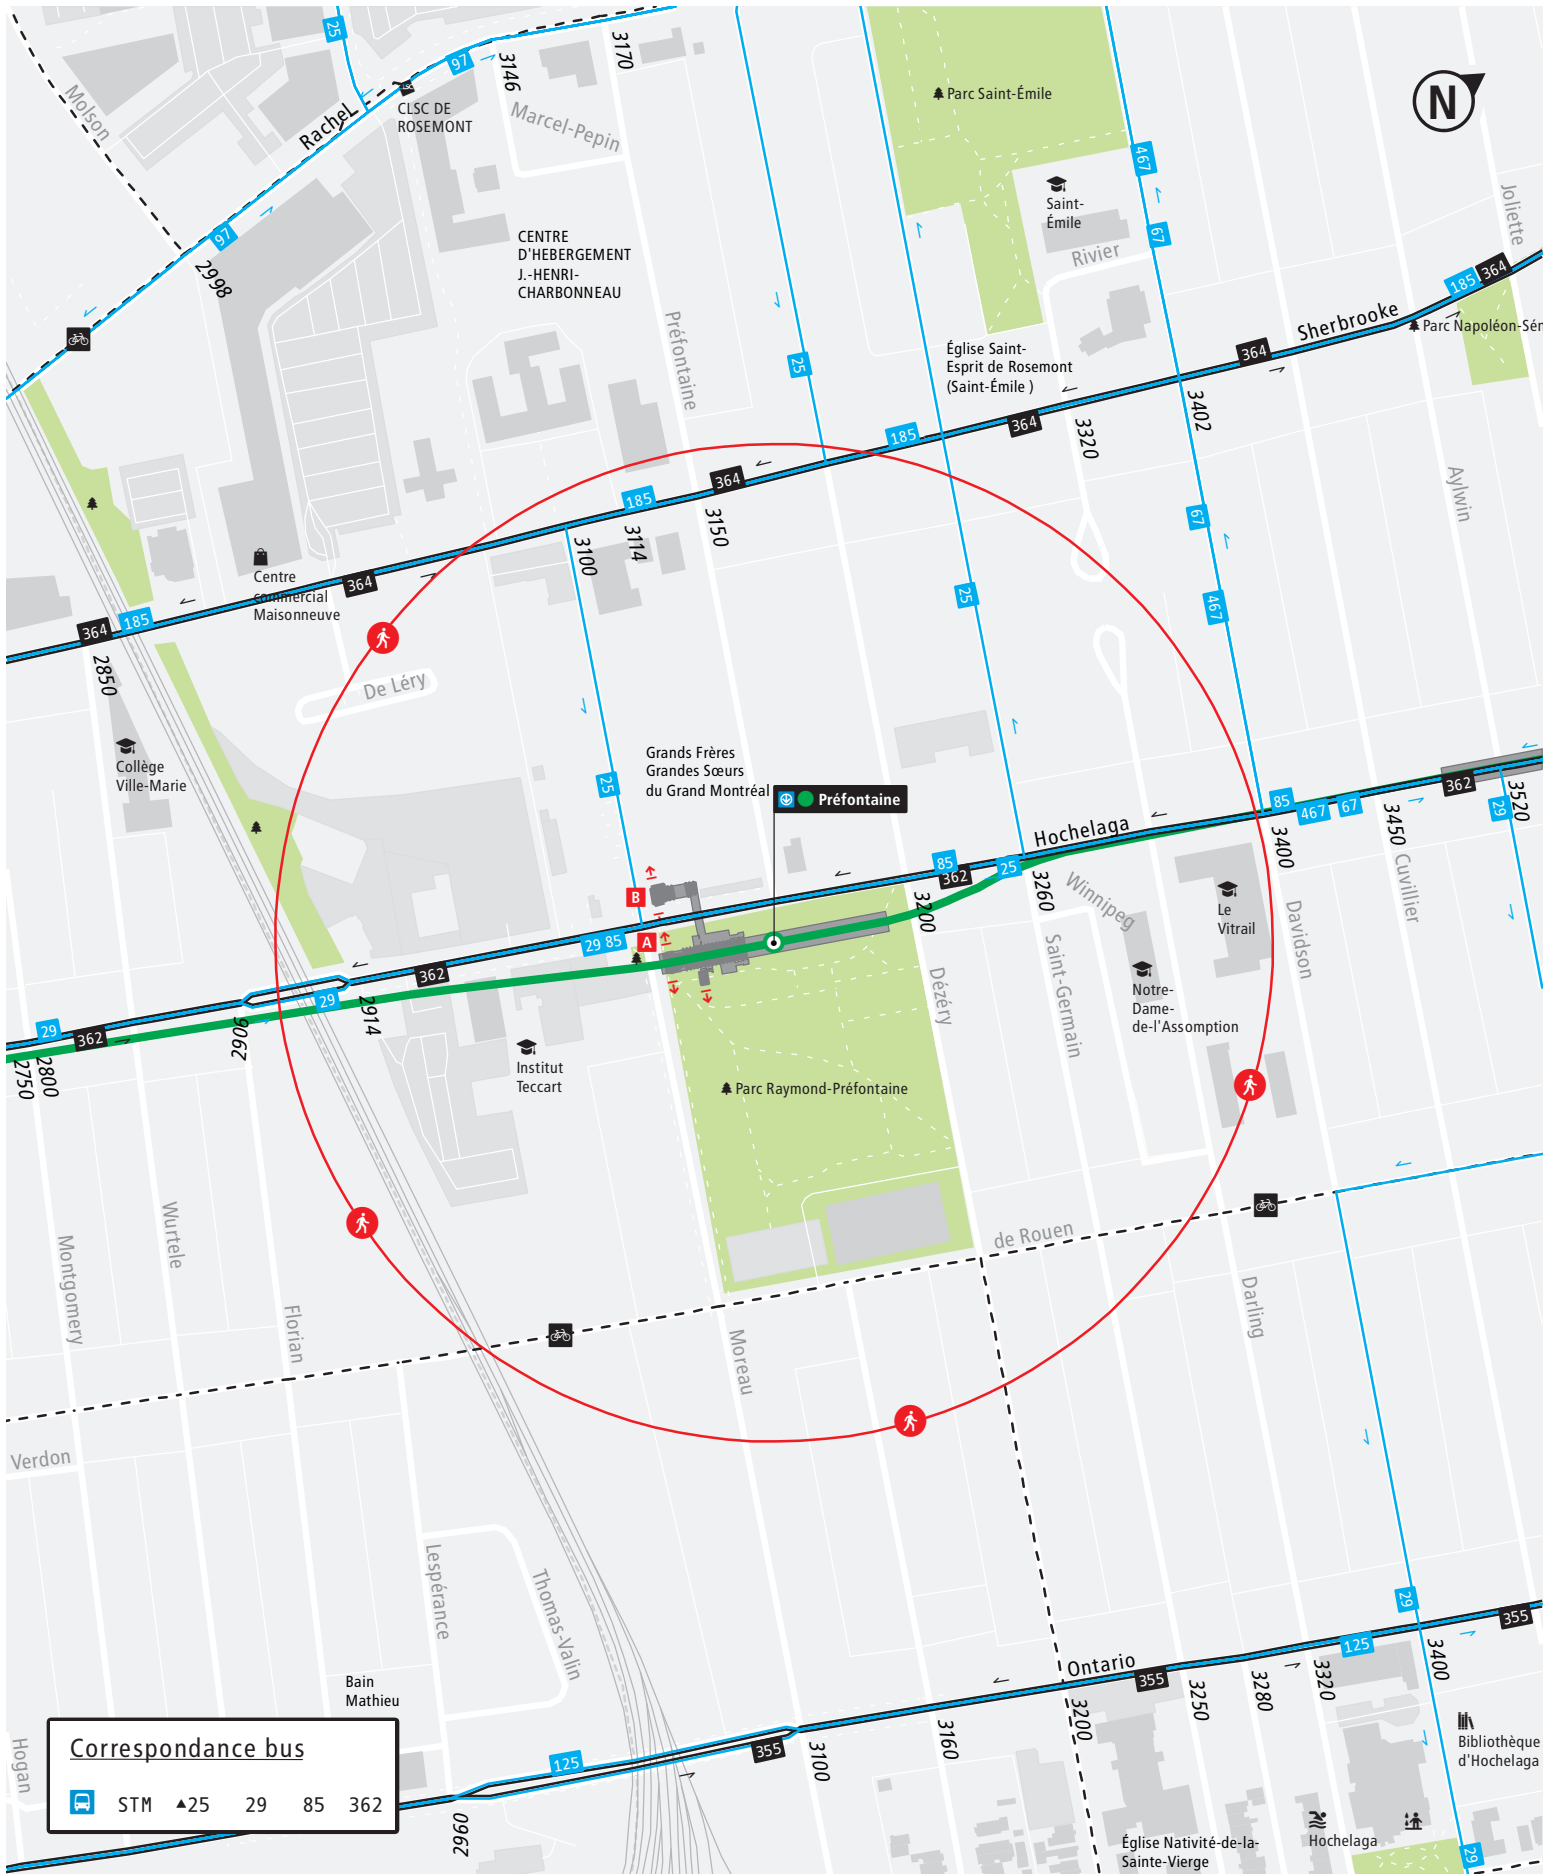 25
97
3146
3170
Molson
Rachel
CLSC DE
ROSEMONT
Marcel-Pepin
Parc Saint-Émile
N
467
Saint-
Émile
67
Rivier
Joliette
97
2998
CENTRE
D'HEBERGEMENT
J.-HENRI-
CHARBONNEAU
Préfontaine
185
364
Sherbrooke
Parc Napoléon-Sén
Église Saint-
Esprit de Rosemont
(Saint-Émile )
364
25
3402
3320
364
185
364
185
3150
3114
3100
Aylwin
67
467
25
Centre
commercial
Maisonneuve
364
185
364
2850
De Léry
Collège
Ville-Marie
25
Grands Frères
Grandes Sœurs
du Grand Montréal
Préfontaine
Hochelaga
85
467
67
362
3520
29
3450
3400
Cuvillier
85
362
25
3260
3200
Winnipeg
Le
Vitrail
Davidson
B
A
29 85
362
29
2914
2906
29
362
2750
2800
Saint-Germain
Dézéry
Notre-
Dame-
de-l'Assomption
Institut
Teccart
Parc Raymond-Préfontaine
de Rouen
Wurtele
Montgomery
Florian
Moreau
Darling
Verdon
Lespérance
Thomas-Valin
29
355
125
3400
Ontario
355
3320
3280
3250
3200
3160
3100
355
125
2960
Bain
Mathieu
Hogan
Correspondance bus
STM ▲25 29 85 362
Bibliothèque
d'Hochelaga
Hochelaga
29
Église Nativité-de-la-
Sainte-Vierge